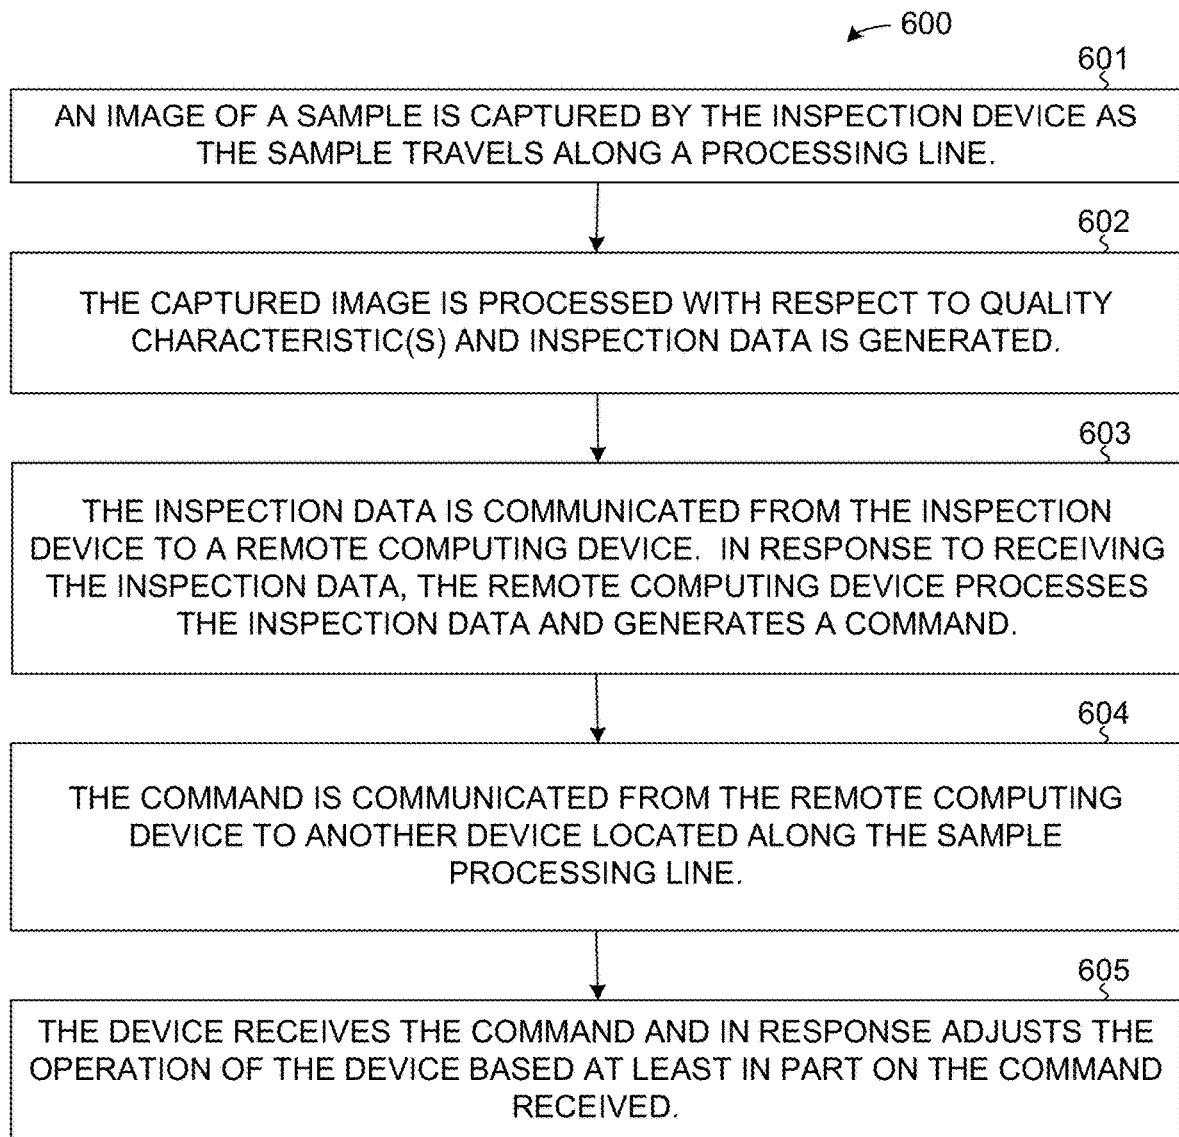 600
601
AN IMAGE OF A SAMPLE IS CAPTURED BY THE INSPECTION DEVICE AS
THE SAMPLE TRAVELS ALONG A PROCESSING LINE.
602
THE CAPTURED IMAGE IS PROCESSED WITH RESPECT TO QUALITY
CHARACTERISTIC(S) AND INSPECTION DATA IS GENERATED.
603
THE INSPECTION DATA IS COMMUNICATED FROM THE INSPECTION
DEVICE TO A REMOTE COMPUTING DEVICE. IN RESPONSE TO RECEIVING
THE INSPECTION DATA, THE REMOTE COMPUTING DEVICE PROCESSES
THE INSPECTION DATA AND GENERATES A COMMAND.
604
THE COMMAND IS COMMUNICATED FROM THE REMOTE COMPUTING
DEVICE TO ANOTHER DEVICE LOCATED ALONG THE SAMPLE
PROCESSING LINE.
605
THE DEVICE RECEIVES THE COMMAND AND IN RESPONSE ADJUSTS THE
OPERATION OF THE DEVICE BASED AT LEAST IN PART ON THE COMMAND
RECEIVED.